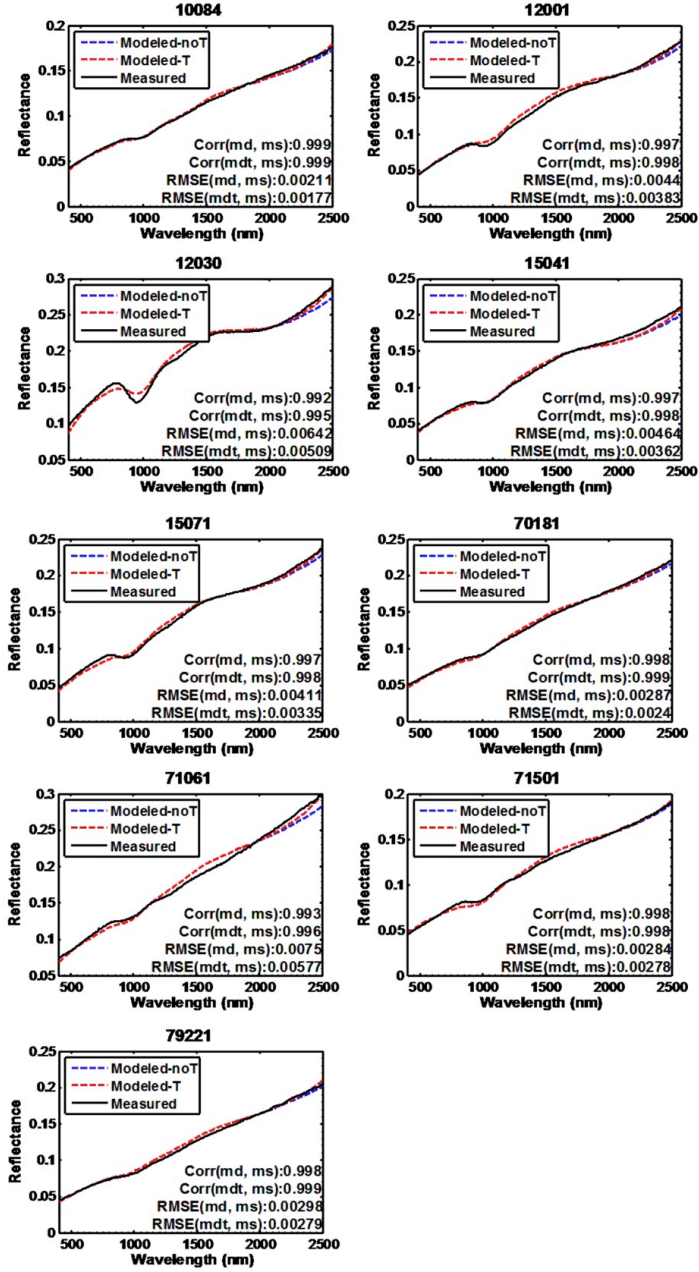 10084
0.2
0.15
0.1
0.05
0
Reflectance
Modeled-noT
Modeled-T
Measured
Corr(md, ms):0.999
Corr(mdt, ms):0.999
RMSE(md, ms):0.00211
RMSE(mdt, ms):0.00177
500 1000 1500 2000 2500
Wavelength (nm)
12001
0.25
0.2
0.15
0.1
0.05
0
Reflectance
Modeled-noT
Modeled-T
Measured
Corr(md, ms):0.997
Corr(mdt, ms):0.998
RMSE(md, ms):0.0044
RMSE(mdt, ms):0.00383
500 1000 1500 2000 2500
Wavelength (nm)
12030
0.3
0.25
0.2
0.15
0.1
0.05
Reflectance
Modeled-noT
Modeled-T
Measured
Corr(md, ms):0.992
Corr(mdt, ms):0.995
RMSE(md, ms):0.00642
RMSE(mdt, ms):0.00509
500 1000 1500 2000 2500
Wavelength (nm)
15041
0.25
0.2
0.15
0.1
0.05
0
Reflectance
Modeled-noT
Modeled-T
Measured
Corr(md, ms):0.997
Corr(mdt, ms):0.998
RMSE(md, ms):0.00464
RMSE(mdt, ms):0.00362
500 1000 1500 2000 2500
Wavelength (nm)
15071
0.25
0.2
0.15
0.1
0.05
0
Reflectance
Modeled-noT
Modeled-T
Measured
Corr(md, ms):0.997
Corr(mdt, ms):0.998
RMSE(md, ms):0.00411
RMSE(mdt, ms):0.00335
500 1000 1500 2000 2500
Wavelength (nm)
70181
0.25
0.2
0.15
0.1
0.05
0
Reflectance
Modeled-noT
Modeled-T
Measured
Corr(md, ms):0.998
Corr(mdt, ms):0.999
RMSE(md, ms):0.00287
RMSE(mdt, ms):0.0024
500 1000 1500 2000 2500
Wavelength (nm)
71061
0.3
0.25
0.2
0.15
0.1
0.05
Reflectance
Modeled-noT
Modeled-T
Measured
Corr(md, ms):0.993
Corr(mdt, ms):0.996
RMSE(md, ms):0.0075
RMSE(mdt, ms):0.00577
500 1000 1500 2000 2500
Wavelength (nm)
71501
0.2
0.15
0.1
0.05
0
Reflectance
Modeled-noT
Modeled-T
Measured
Corr(md, ms):0.998
Corr(mdt, ms):0.998
RMSE(md, ms):0.00284
RMSE(mdt, ms):0.00278
500 1000 1500 2000 2500
Wavelength (nm)
79221
0.25
0.2
0.15
0.1
0.05
0
Reflectance
Modeled-noT
Modeled-T
Measured
Corr(md, ms):0.998
Corr(mdt, ms):0.999
RMSE(md, ms):0.00298
RMSE(mdt, ms):0.00279
500 1000 1500 2000 2500
Wavelength (nm)